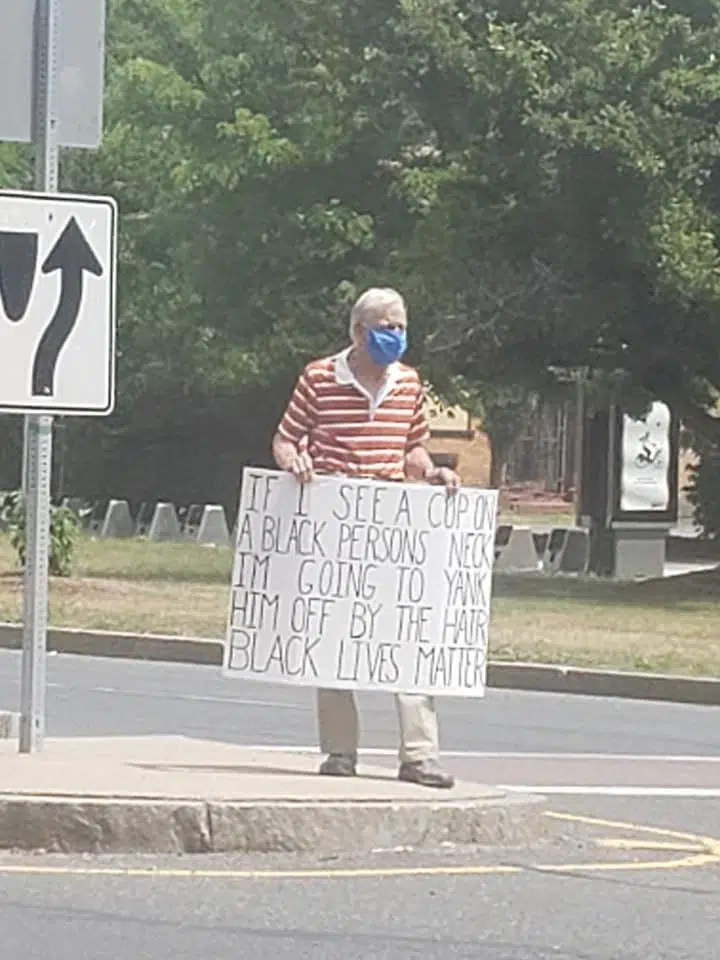 IF I SEE A COP ON
A BLACK PERSONS NECK
IM GOING TO YANK
HIM OFF BY THE HAIR
BLACK LIVES MATTER